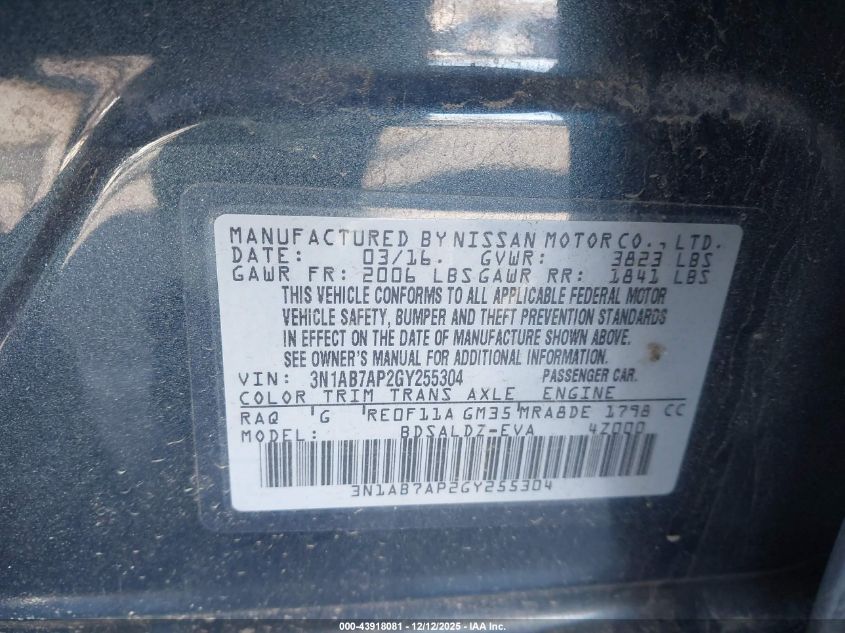 MANUFACTURED BY NISSAN MOTOR CO., LTD.
DATE: 03/16. GVWR: 3823 LBS
GAWR FR: 2006 LBS GAWR RR: 1841 LBS
THIS VEHICLE CONFORMS TO ALL APPLICABLE FEDERAL MOTOR
VEHICLE SAFETY, BUMPER AND THEFT PREVENTION STANDARDS
IN EFFECT ON THE DATE OF MANUFACTURE SHOWN ABOVE.
SEE OWNER'S MANUAL FOR ADDITIONAL INFORMATION.
VIN: 3N1AB7AP2GY255304 PASSENGER CAR.
COLOR TRIM TRANS AXLE ENGINE
RAQ 'G 'RE0F11A GM35'MRA8DE 1798 CC
MODEL: BDSALDZ-EVA 4Z000
3N1AB7AP2GY255304
000-43918081 - 12/12/2025 - IAA Inc.